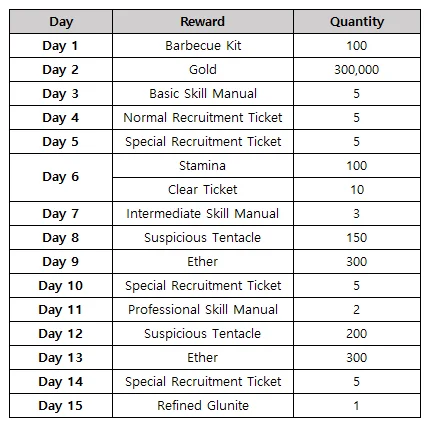 Day Reward Quantity
Day 1 Barbecue Kit 100
Day 2 Gold 300,000
Day 3 Basic Skill Manual 5
Day 4 Normal Recruitment Ticket 5
Day 5 Special Recruitment Ticket 5
Day 6 Stamina 100
Clear Ticket 10
Day 7 Intermediate Skill Manual 3
Day 8 Suspicious Tentacle 150
Day 9 Ether 300
Day 10 Special Recruitment Ticket 5
Day 11 Professional Skill Manual 2
Day 12 Suspicious Tentacle 200
Day 13 Ether 300
Day 14 Special Recruitment Ticket 5
Day 15 Refined Glunite 1